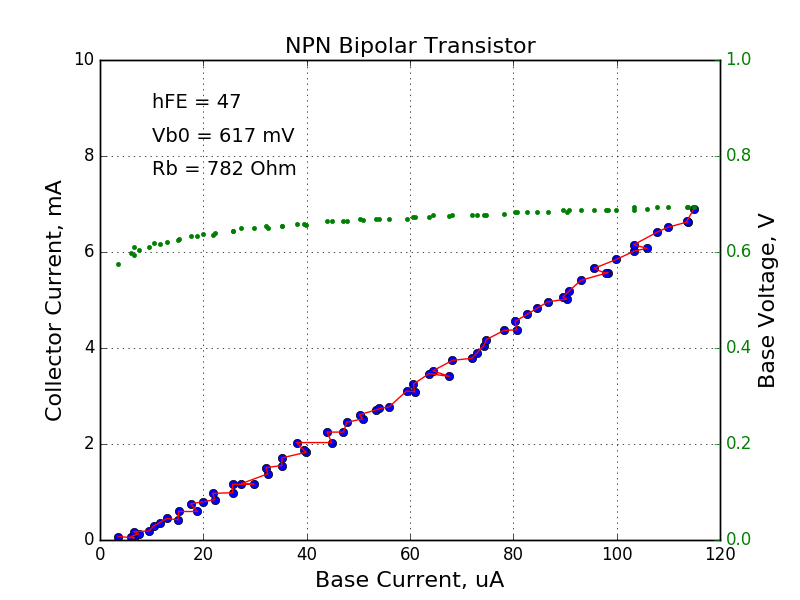 NPN Bipolar Transistor
10
8
6
4
2
0
Collector Current, mA
hFE = 47
Vb0 = 617 mV
Rb = 782 Ohm
1.0
0.8
0.6
0.4
0.2
0.0
Base Voltage, V
0 20 40 60 80 100 120
Base Current, uA